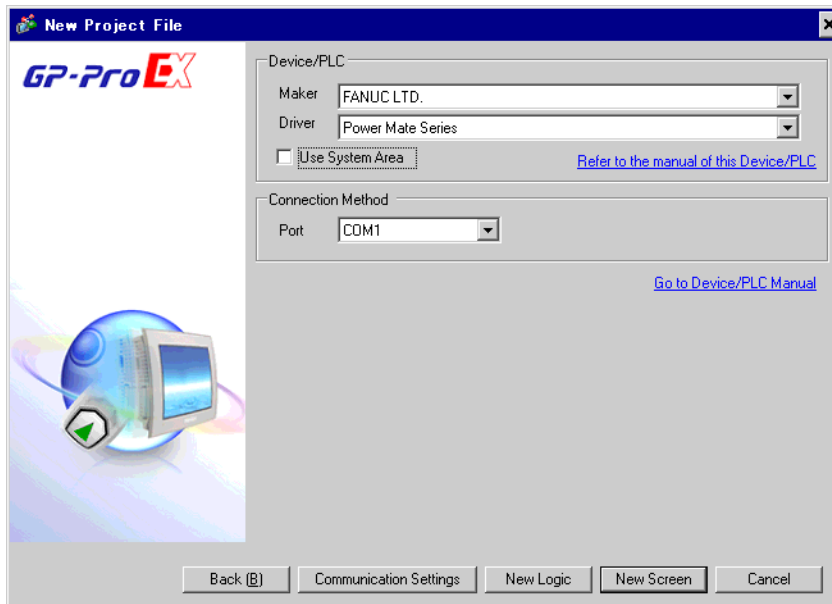 New Project File
GP-Pro EX
Device/PLC
Maker FANUC LTD.
Driver Power Mate Series
Use System Area Refer to the manual of this Device/PLC
Connection Method
Port COM1
Go to Device/PLC Manual
Back (B) Communication Settings New Logic New Screen Cancel